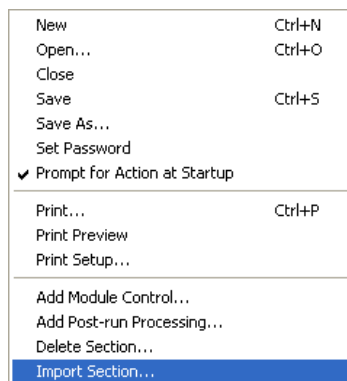 New Ctrl+N
Open... Ctrl+O
Close
Save Ctrl+S
Save As...
Set Password
Prompt for Action at Startup
Print... Ctrl+P
Print Preview
Print Setup...
Add Module Control...
Add Post-run Processing...
Delete Section...
Import Section...